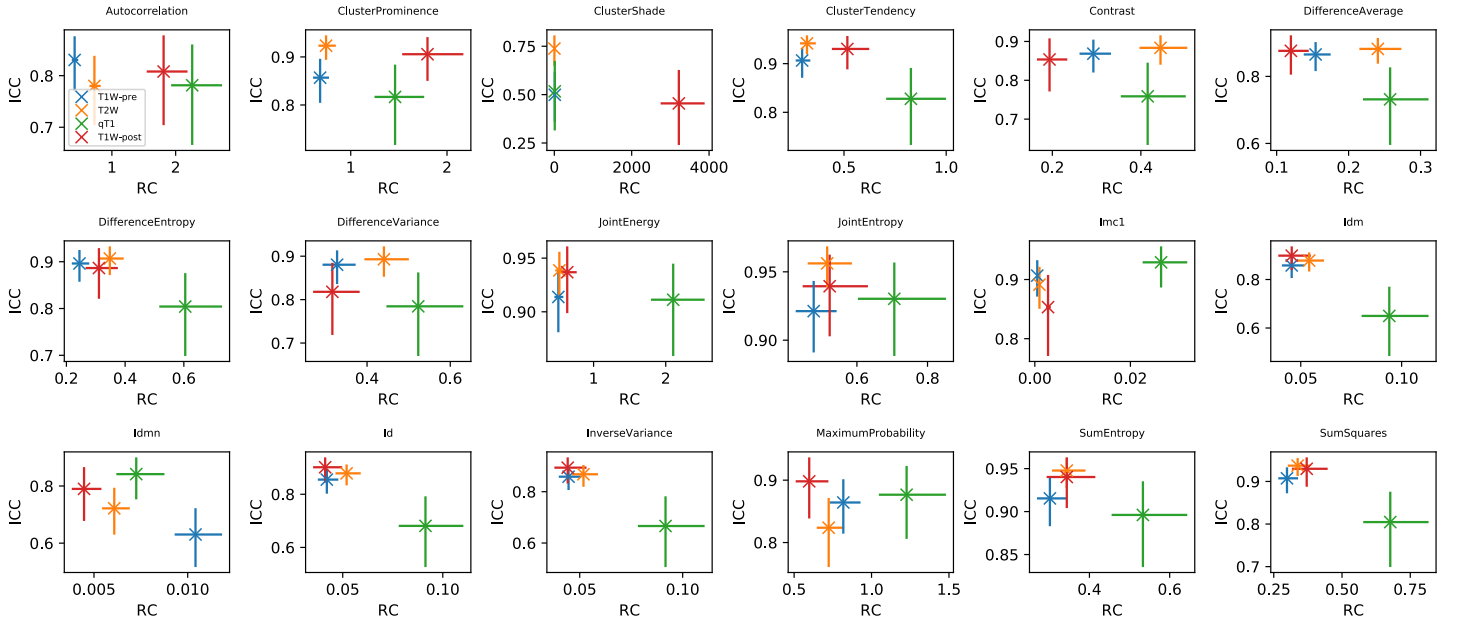 Autocorrelation
ClusterProminence
ClusterShade
ClusterTendency
Contrast
DifferenceAverage
ICC
0.8
0.7
1
2
RC
T1W-pre
T2W
qT1
T1W-post
ICC
0.9
0.8
1
2
RC
ICC
0.75
0.50
0.25
0
2000
4000
RC
ICC
0.9
0.8
0.5
1.0
RC
ICC
0.9
0.8
0.7
0.2
0.4
RC
ICC
0.8
0.6
0.1
0.2
0.3
RC
DifferenceEntropy
DifferenceVariance
JointEnergy
JointEntropy
Imc1
Idm
ICC
0.9
0.8
0.7
0.2
0.4
0.6
RC
ICC
0.9
0.8
0.7
0.4
0.6
RC
ICC
0.95
0.90
1
2
RC
ICC
0.95
0.90
0.6
0.8
RC
ICC
0.9
0.8
0.00
0.02
RC
ICC
0.8
0.6
0.05
0.10
RC
Idmn
Id
InverseVariance
MaximumProbability
SumEntropy
SumSquares
ICC
0.8
0.6
0.005
0.010
RC
ICC
0.8
0.6
0.05
0.10
RC
ICC
0.8
0.6
0.05
0.10
RC
ICC
0.9
0.8
0.5
1.0
1.5
RC
ICC
0.95
0.90
0.85
0.4
0.6
RC
ICC
0.9
0.8
0.7
0.25
0.50
0.75
RC